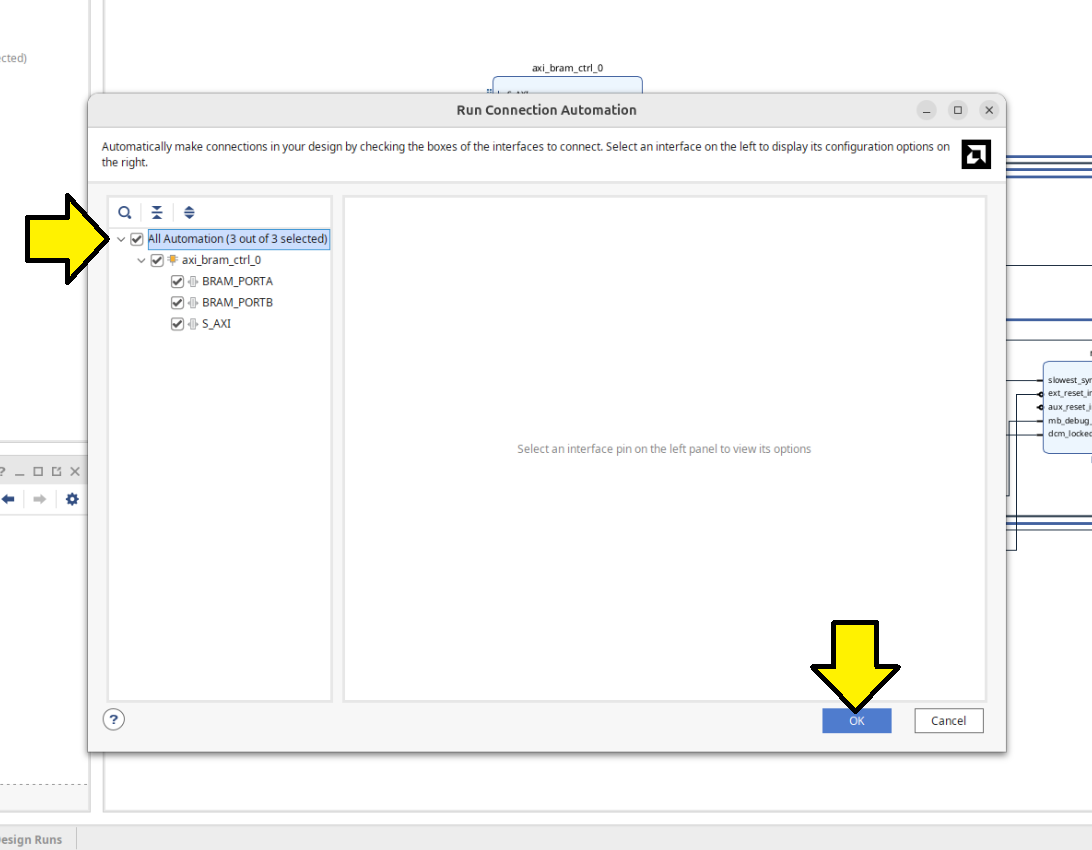 cted)
axi_bram_ctrl_0
Run Connection Automation
Automatically make connections in your design by checking the boxes of the interfaces to connect. Select an interface on the left to display its configuration options on
the right.
All Automation (3 out of 3 selected)
axi_bram_ctrl_0
BRAM_PORTA
BRAM_PORTB
S_AXI
Select an interface pin on the left panel to view its options
slowest_syn
ext_reset_in
aux_reset_i
mb_debug_
dcm_locked
?
?
OK
Cancel
esign Runs